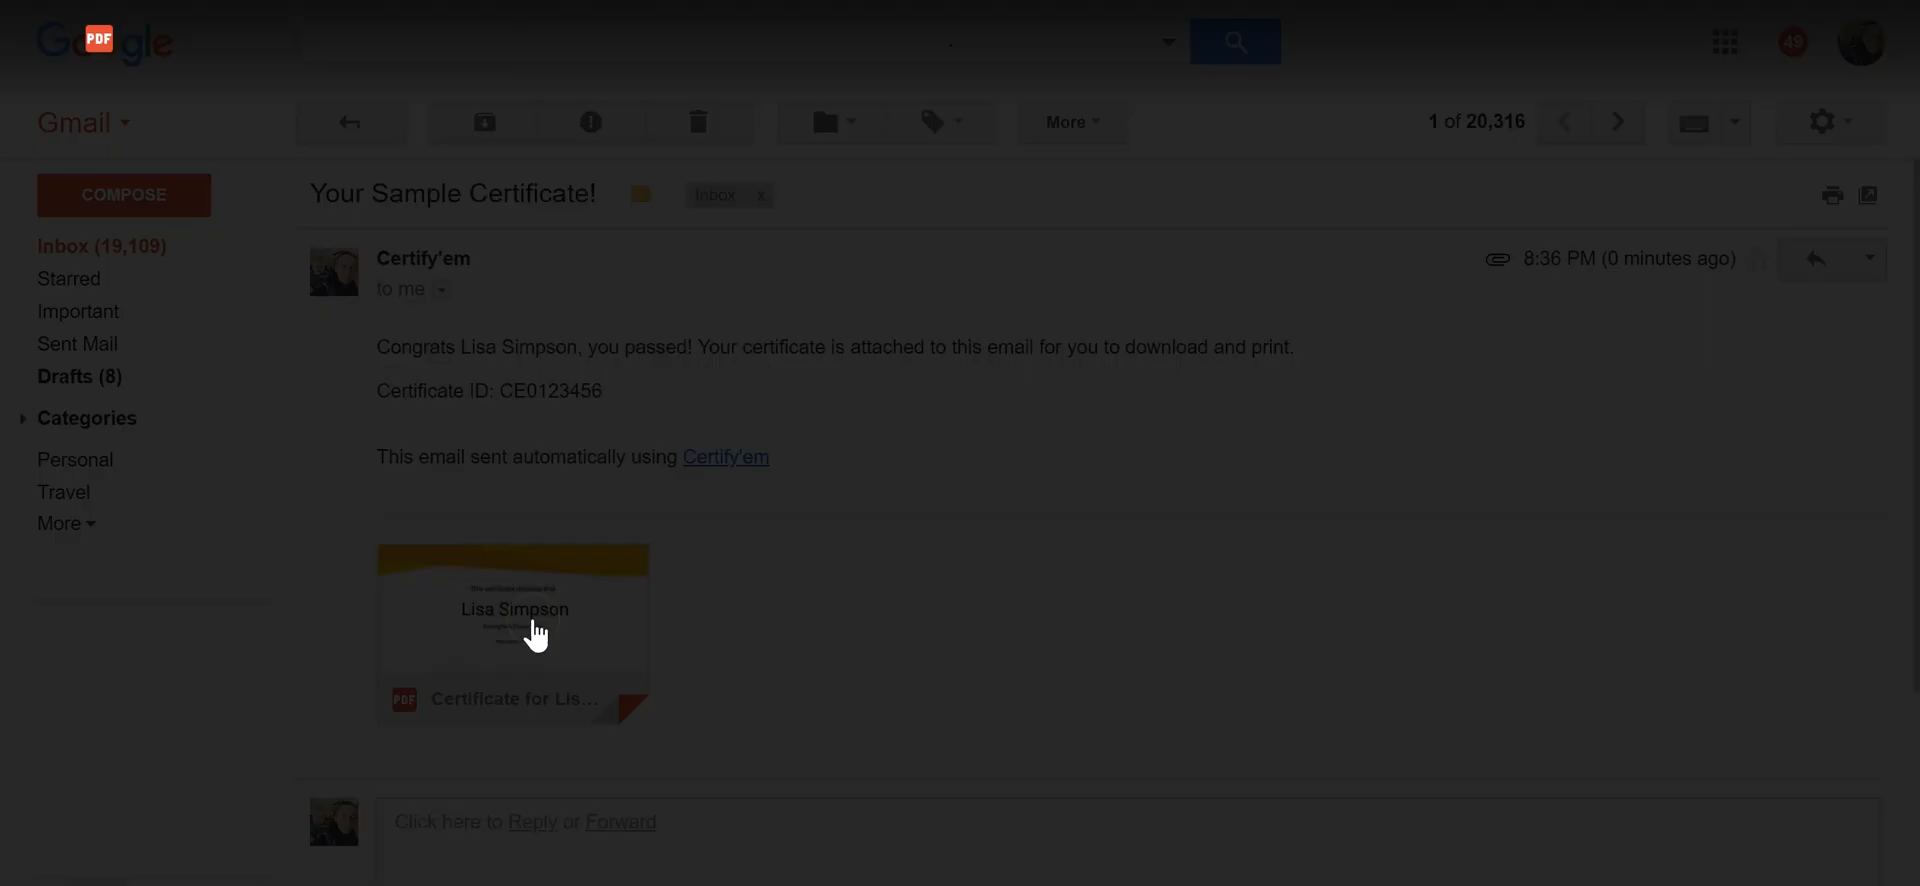 Google
PDF
49
Gmail
More
1 of 20,316
COMPOSE
Your Sample Certificate!
Inbox x
Inbox (19,109)
Starred
Important
Sent Mail
Drafts (8)
Categories
Personal
Travel
More
Certify'em
8:36 PM (0 minutes ago)
to me
Congrats Lisa Simpson, you passed! Your certificate is attached to this email for you to download and print.
Certificate ID: CE0123456
This email sent automatically using Certify'em
Lisa Simpson
PDF Certificate for Lis...
Click here to Reply or Forward